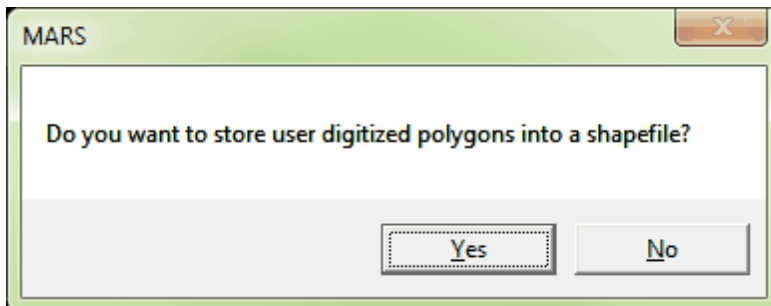 MARS
Do you want to store user digitized polygons into a shapefile?
Yes No